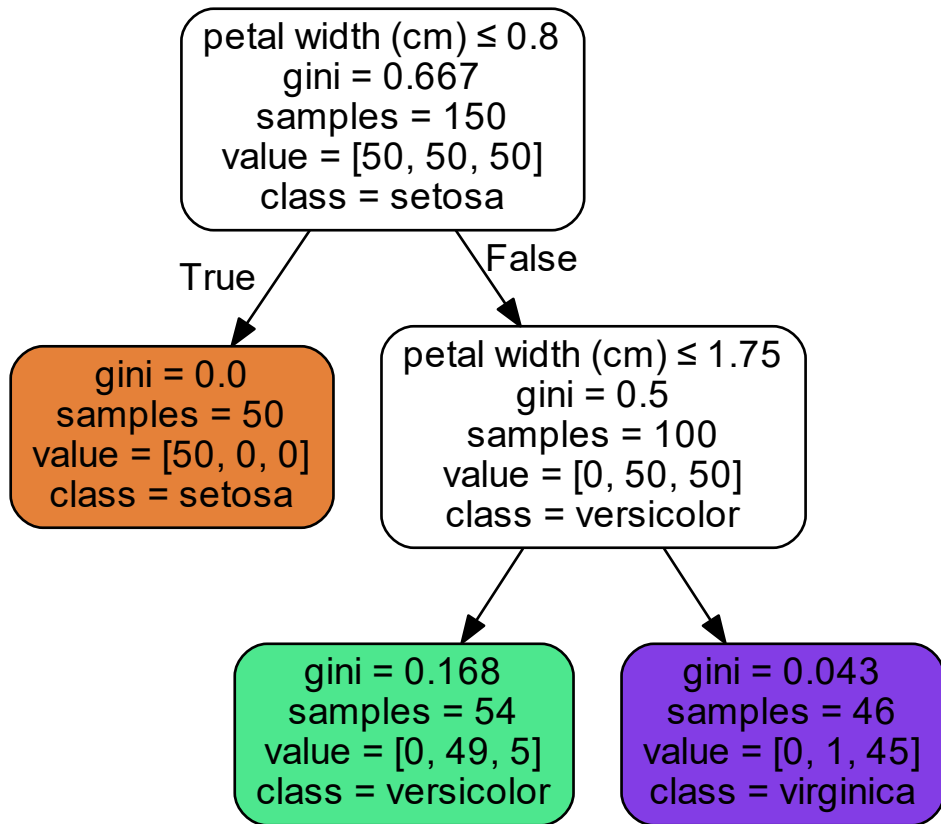 petal width (cm) ≤ 0.8
gini = 0.667
samples = 150
value = [50, 50, 50]
class = setosa
True
False
gini = 0.0
samples = 50
value = [50, 0, 0]
class = setosa
petal width (cm) ≤ 1.75
gini = 0.5
samples = 100
value = [0, 50, 50]
class = versicolor
gini = 0.168
samples = 54
value = [0, 49, 5]
class = versicolor
gini = 0.043
samples = 46
value = [0, 1, 45]
class = virginica